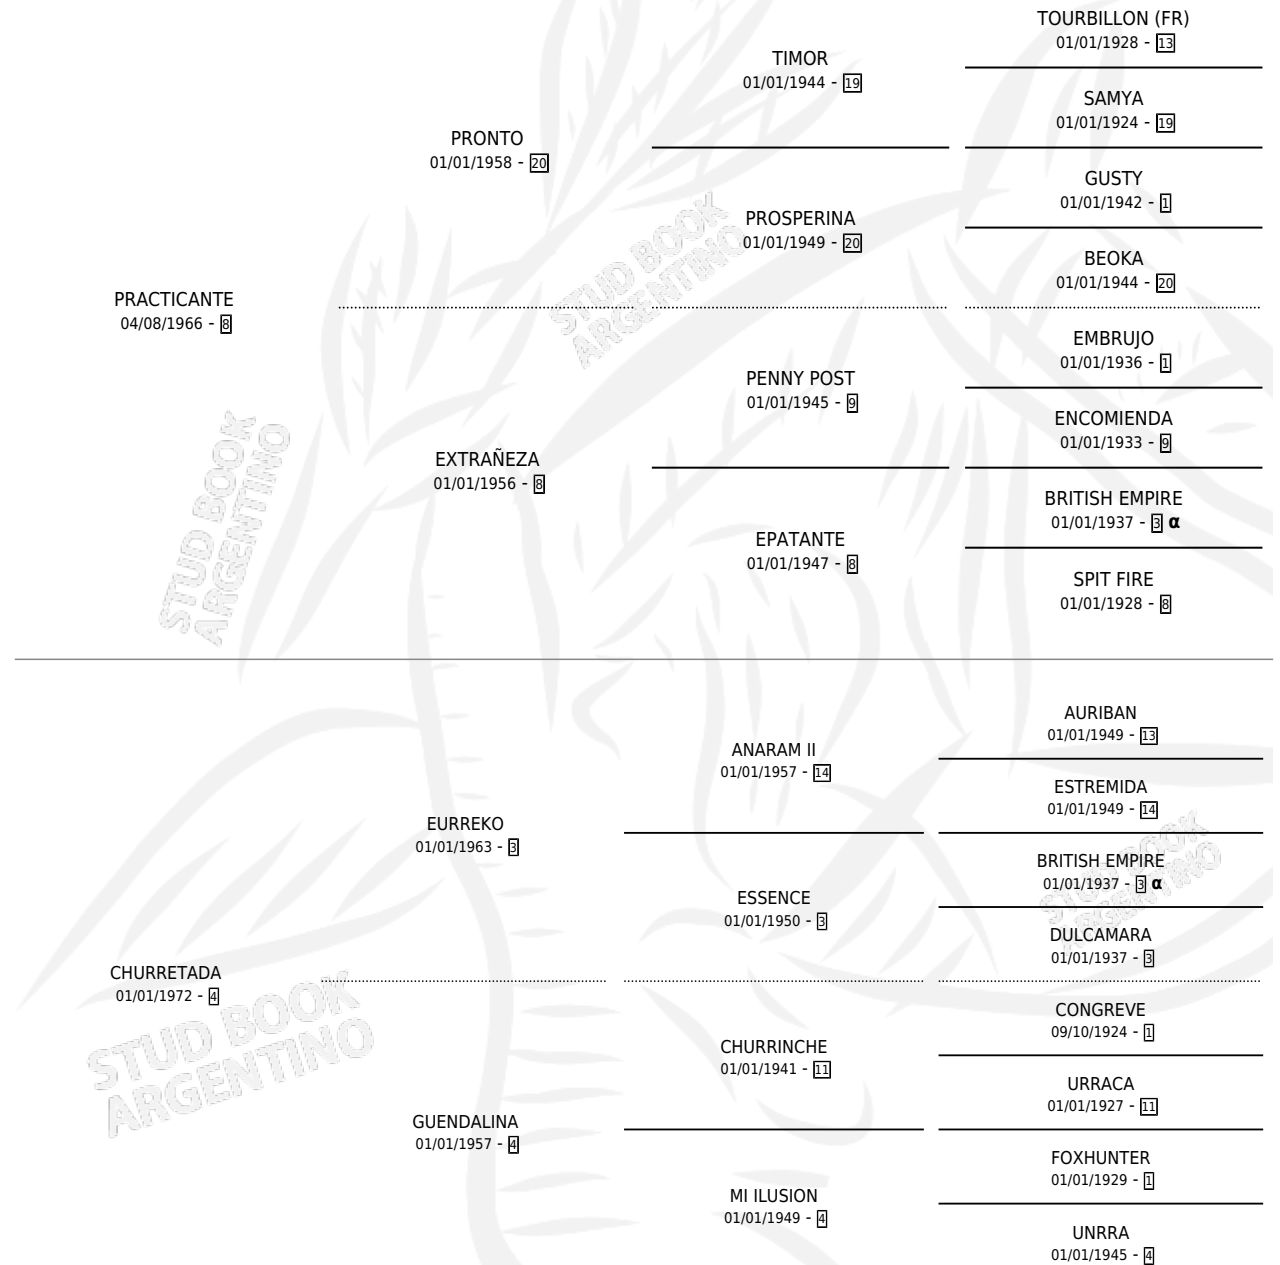 TOURBILLON (FR)
01/01/1928 - 13
TIMOR
01/01/1944 - 19
SAMYA
01/01/1924 - 19
PRONTO
01/01/1958 - 20
GUSTY
01/01/1942 - 1
PROSPERINA
01/01/1949 - 20
BEOKA
01/01/1944 - 20
PRACTICANTE
04/08/1966 - 8
EMBRUJO
01/01/1936 - 1
PENNY POST
01/01/1945 - 9
ENCOMIENDA
01/01/1933 - 9
EXTRAÑEZA
01/01/1956 - 8
BRITISH EMPIRE
01/01/1937 - 3 α
EPATANTE
01/01/1947 - 8
SPIT FIRE
01/01/1928 - 8
AURIBAN
01/01/1949 - 13
ANARAM II
01/01/1957 - 14
ESTREMIDA
01/01/1949 - 14
EURREKO
01/01/1963 - 3
BRITISH EMPIRE
01/01/1937 - 3 α
ESSENCE
01/01/1950 - 3
DULCAMARA
01/01/1937 - 3
CHURRETADA
01/01/1972 - 4
CONGREVE
09/10/1924 - 1
CHURRINCHE
01/01/1941 - 11
URRACA
01/01/1927 - 11
GUENDALINA
01/01/1957 - 4
FOXHUNTER
01/01/1929 - 1
MI ILUSION
01/01/1949 - 4
UNRRA
01/01/1945 - 4
STUD BOOK
ARGENTINO
STUD BOOK
ARGENTINO
STUD BOOK
ARGENTINO
STUD BOOK
ARGENTINO